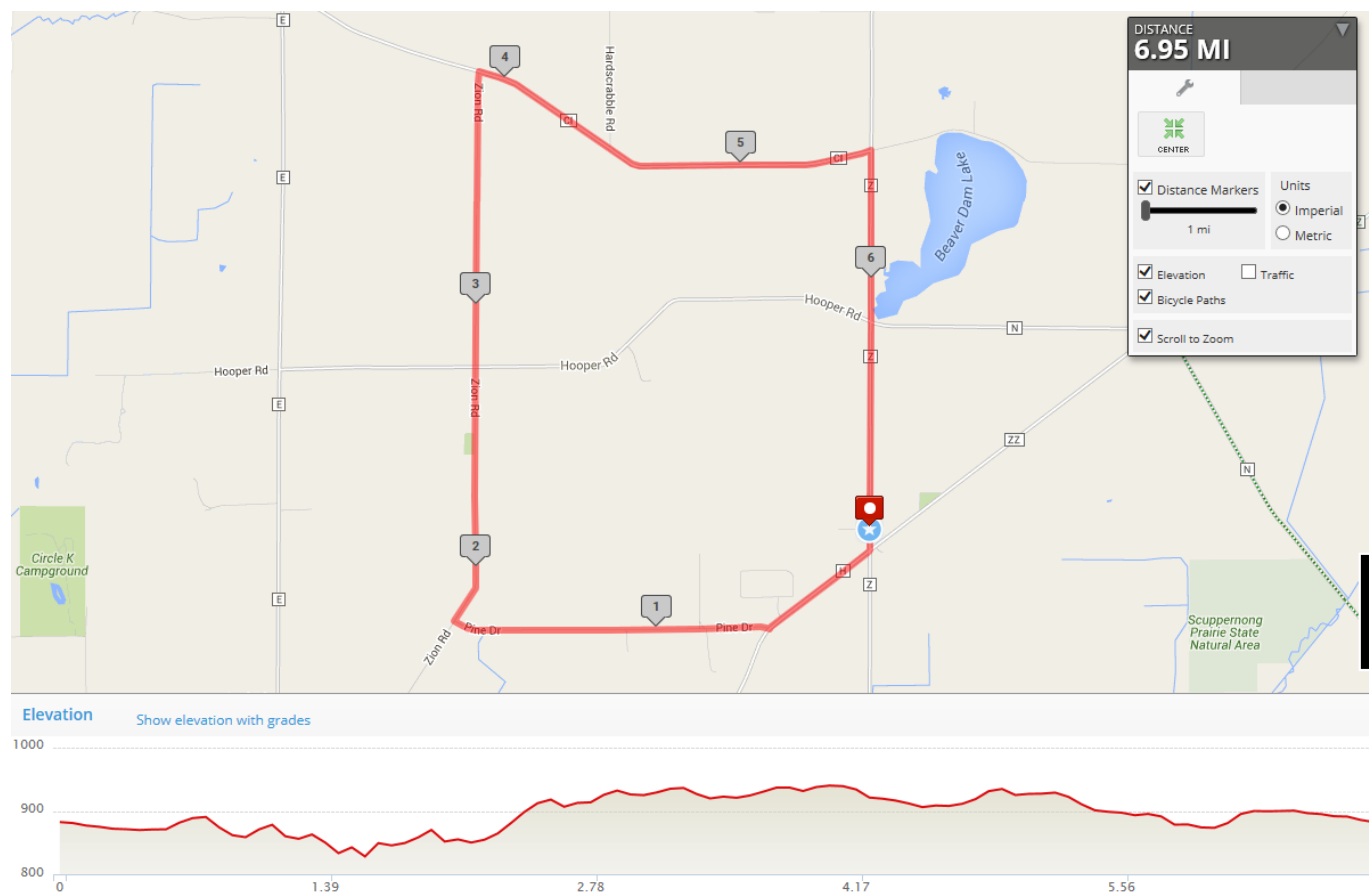 E
4
Hardscrabble Rd
DISTANCE
6.95 MI
Zion Rd
CI
5
CI
CENTER
Beaver Dam Lake
E
Z
Distance Markers
Units
1 mi
Imperial
Metric
Z
6
3
Elevation
Traffic
Bicycle Paths
Hooper Rd
N
Scroll to Zoom
Z
Hooper Rd
Hooper Rd
E
Zion Rd
ZZ
N
2
Circle K
Campground
H
Z
E
1
Pine Dr
Pine Dr
Zion Rd
Scuppernong
Prairie State
Natural Area
Elevation
Show elevation with grades
1000
900
800
0
1.39
2.78
4.17
5.56